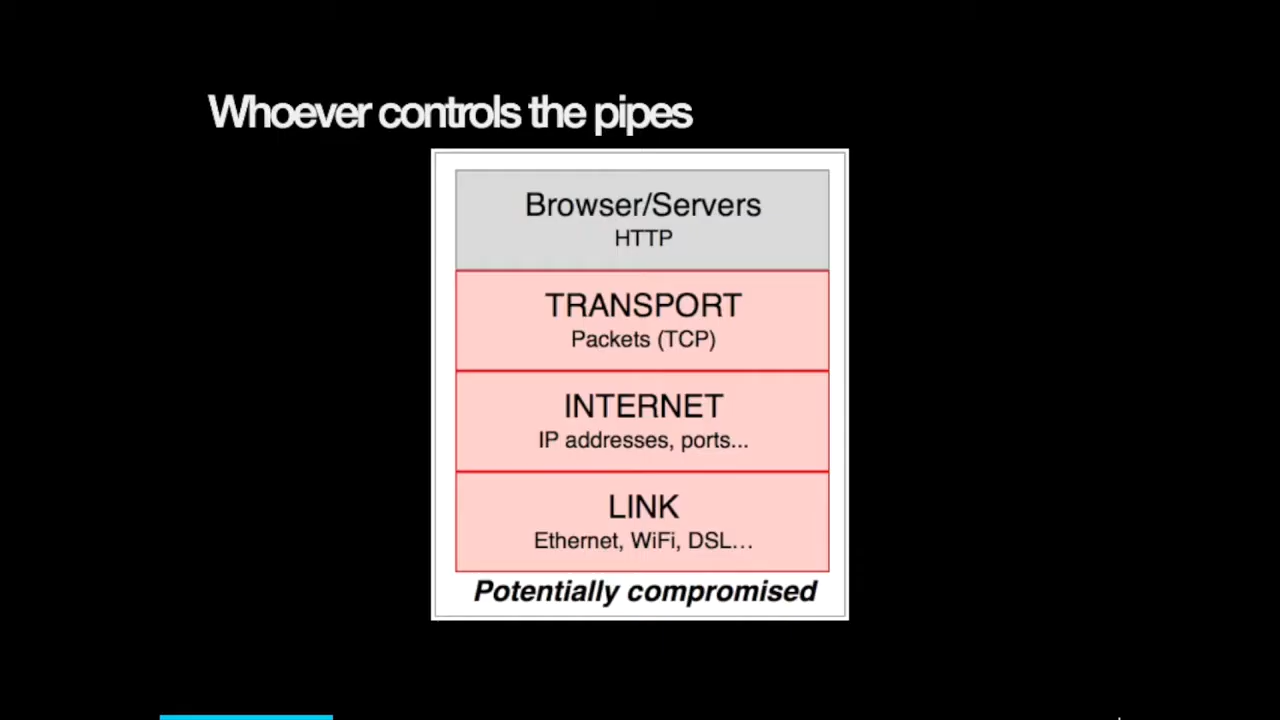 Whoever controls the pipes
Browser/Servers
HTTP
TRANSPORT
Packets (TCP)
INTERNET
IP addresses, ports...
LINK
Ethernet, WiFi, DSL…
Potentially compromised